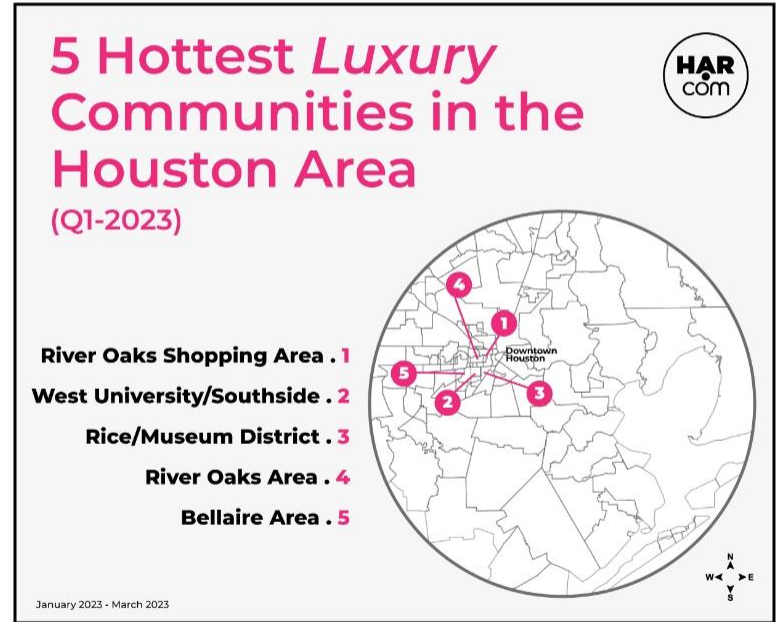 5 Hottest Luxury
Communities in the
Houston Area
(Q1-2023)
HAR
com
River Oaks Shopping Area . 1
West University/Southside . 2
Rice/Museum District . 3
River Oaks Area . 4
Bellaire Area . 5
4
1
Downtown
Houston
5
3
2
N
W E
S
January 2023 - March 2023